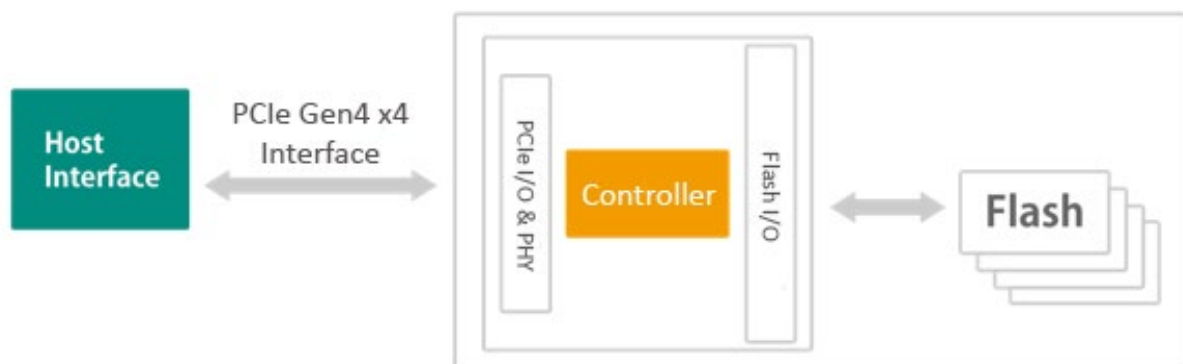 Host
Interface
PCIe Gen4 x4
Interface
PCIe I/O & PHY
Controller
Flash I/O
Flash